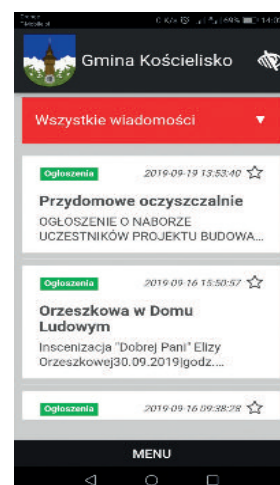 Gmina Kościelisko
Wszystkie wiadomości
Ogłoszenia 2019-09-19 13:53:40
Przydomowe oczyszczalnie
OGŁOSZENIE O NABORZE
UCZESTNIKÓW PROJEKTU BUDOWA...
Ogłoszenia 2019-09-16 15:50:57
Orzeszkowa w Domu
Ludowym
Inscenizacja "Dobrej Pani" Elizy
Orzeszkowej30.09.2019|godz....
Ogłoszenia 2019-09-16 09:38:28
MENU